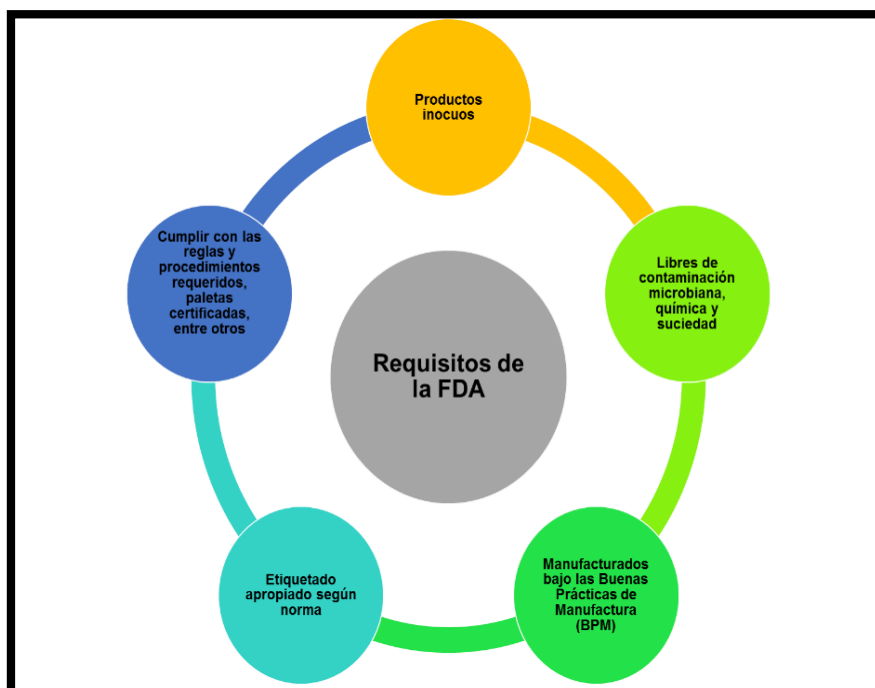 Productos
inocuos
Cumplir con las
reglas y
procedimientos
requeridos,
paletas
certificadas,
entre otros
Libres de
contaminación
microbiana,
química y
suciedad
Requisitos de
la FDA
Etiquetado
apropiado según
norma
Manufacturados
bajo las Buenas
Prácticas de
Manufactura
(BPM)